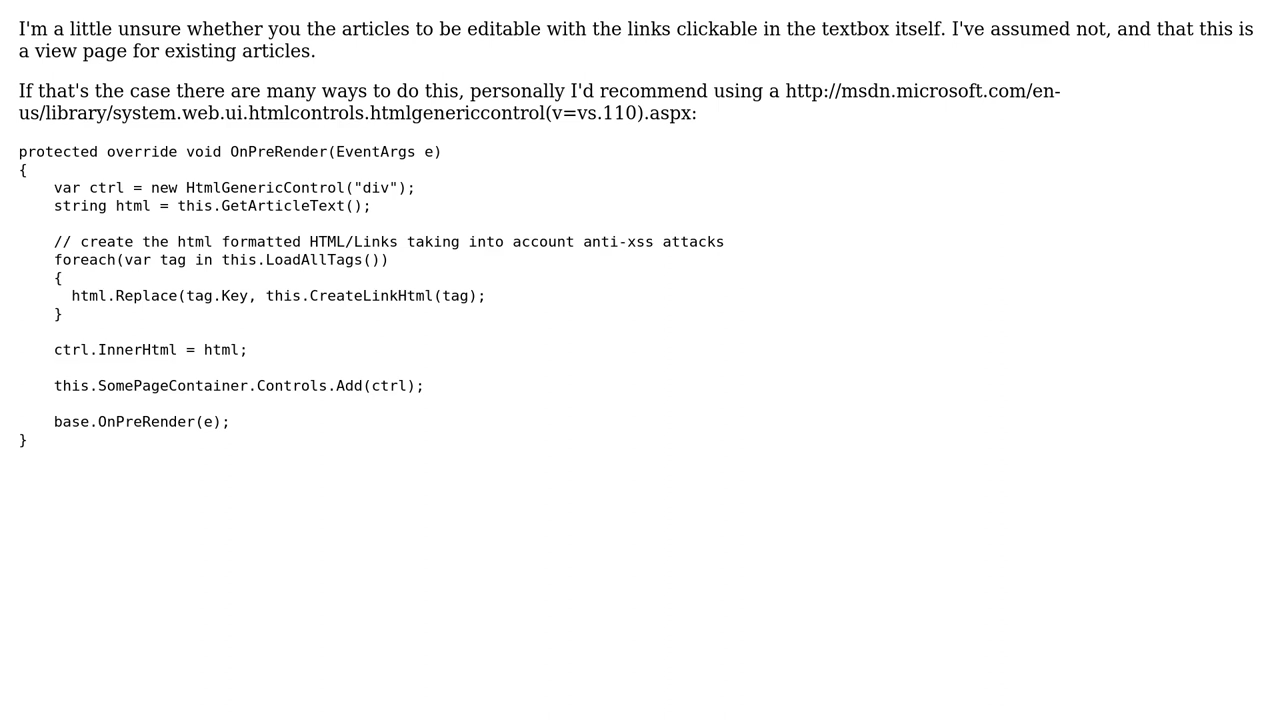 I'm a little unsure whether you the articles to be editable with the links clickable in the textbox itself. I've assumed not, and that this is
a view page for existing articles.
If that's the case there are many ways to do this, personally I'd recommend using a http://msdn.microsoft.com/en-
us/library/system.web.ui.htmlcontrols.htmlgenericcontrol(v=vs.110).aspx:
protected override void OnPreRender(EventArgs e)
{
    var ctrl = new HtmlGenericControl("div");
    string html = this.GetArticleText();

    // create the html formatted HTML/Links taking into account anti-xss attacks
    foreach(var tag in this.LoadAllTags())
    {
      html.Replace(tag.Key, this.CreateLinkHtml(tag);
    }

    ctrl.InnerHtml = html;

    this.SomePageContainer.Controls.Add(ctrl);

    base.OnPreRender(e);
}